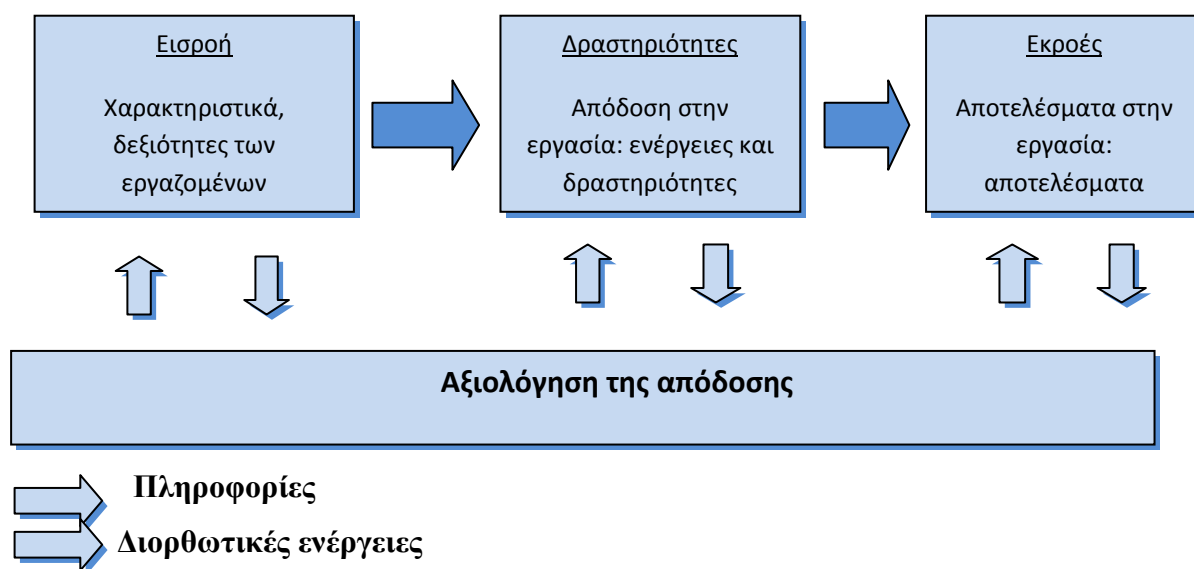 Εισροή
Χαρακτηριστικά,
δεξιότητες των
εργαζομένων
Δραστηριότητες
Απόδοση στην
εργασία: ενέργειες και
δραστηριότητες
Εκροές
Αποτελέσματα στην
εργασία:
αποτελέσματα
Αξιολόγηση της απόδοσης
Πληροφορίες
Διορθωτικές ενέργειες